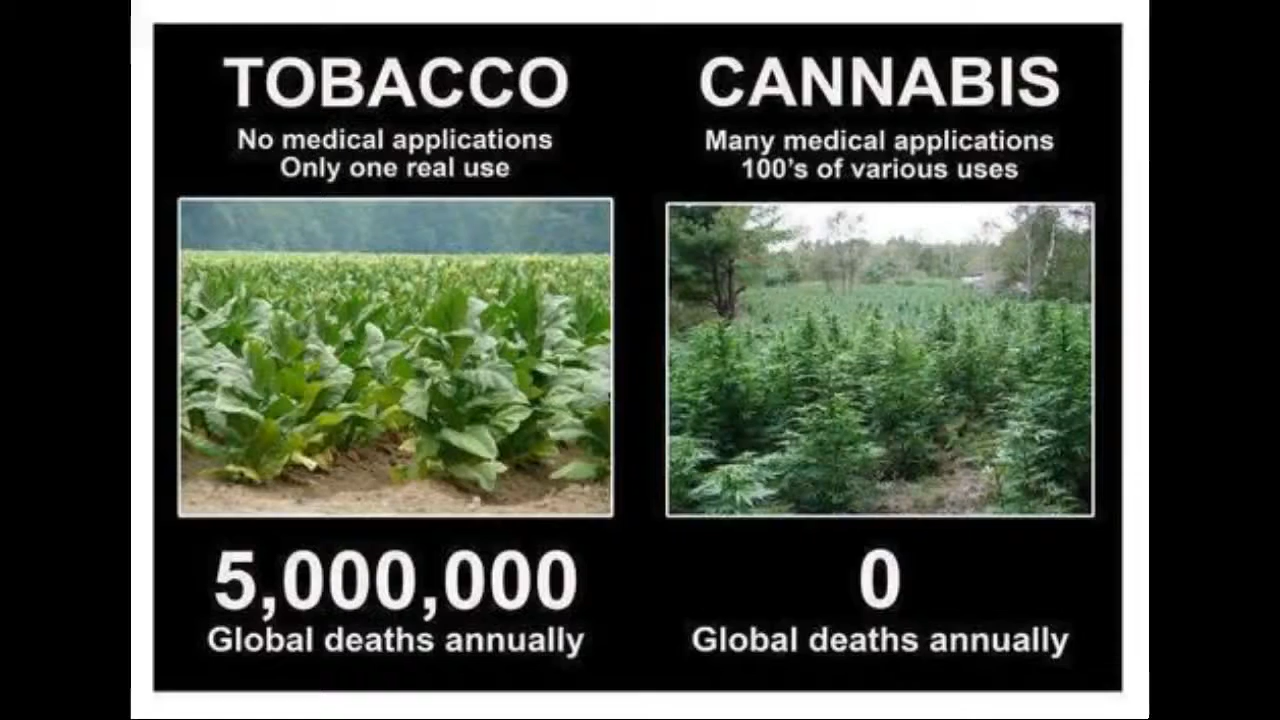 TOBACCO
No medical applications
Only one real use
5,000,000
Global deaths annually
CANNABIS
Many medical applications
100's of various uses
0
Global deaths annually